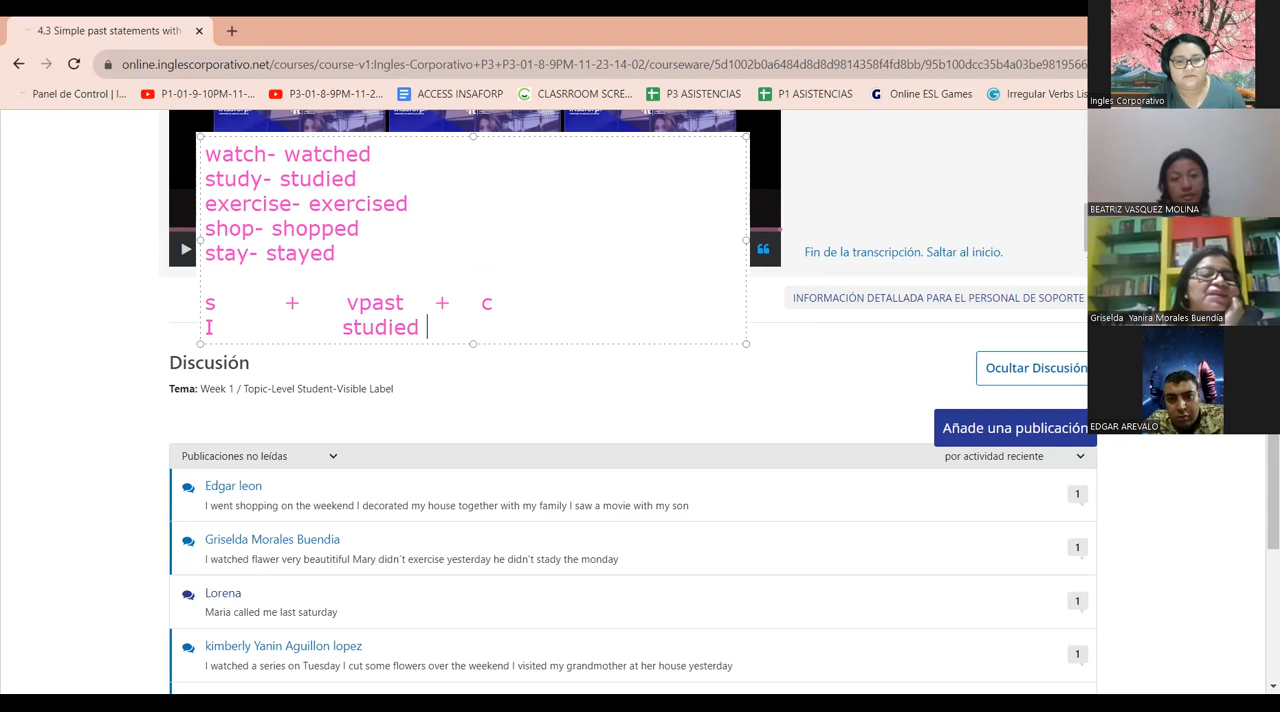 4.3 Simple past statements with
online.inglescorporativo.net/courses/course-v1:Ingles-Corporativo+P3+P3-01-8-9PM-11-23-14-02/courseware/5d1002d0a6484d8d8d9814358f4fd8bb/95b100dcc35b4a03be9819566
Panel de Control | I... P1-01-9-10PM-11-... P3-01-8-9PM-11-2... ACCESS INSAFORP CLASRROOM SCRE... P3 ASISTENCIAS P1 ASISTENCIAS Online ESL Games Irregular Verbs Lis
Ingles Corporativo
watch- watched
study- studied
exercise- exercised
shop- shopped
stay- stayed
s + vpast + c
I studied
BEATRIZ VASQUEZ MOLINA
Fin de la transcripción. Saltar al inicio.
INFORMACIÓN DETALLADA PARA EL PERSONAL DE SOPORTE
Griselda Yanira Morales Buendía
Discusión
Ocultar Discusión
Tema: Week 1 / Topic-Level Student-Visible Label
EDGAR AREVALO
Añade una publicación
Publicaciones no leídas por actividad reciente
Edgar leon
I went shopping on the weekend I decorated my house together with my family I saw a movie with my son
1
Griselda Morales Buendia
I watched flawer very beautitiful Mary didn´t exercise yesterday he didn't stady the monday
1
Lorena
Maria called me last saturday
1
kimberly Yanin Aguillon lopez
I watched a series on Tuesday I cut some flowers over the weekend I visited my grandmother at her house yesterday
1